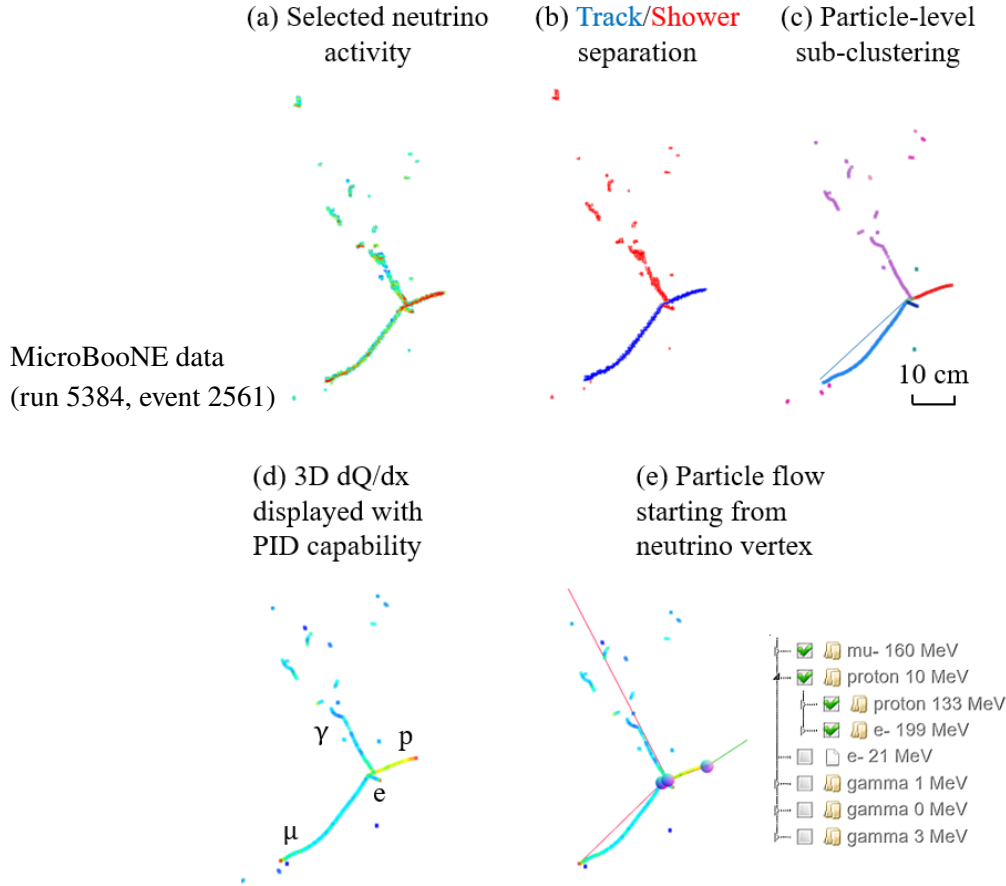 (a) Selected neutrino
activity
(b) Track/Shower
separation
(c) Particle-level
sub-clustering
MicroBooNE data
(run 5384, event 2561)
10 cm
(d) 3D dQ/dx
displayed with
PID capability
(e) Particle flow
starting from
neutrino vertex
γ
p
e
μ
mu- 160 MeV
proton 10 MeV
proton 133 MeV
e- 199 MeV
e- 21 MeV
gamma 1 MeV
gamma 0 MeV
gamma 3 MeV